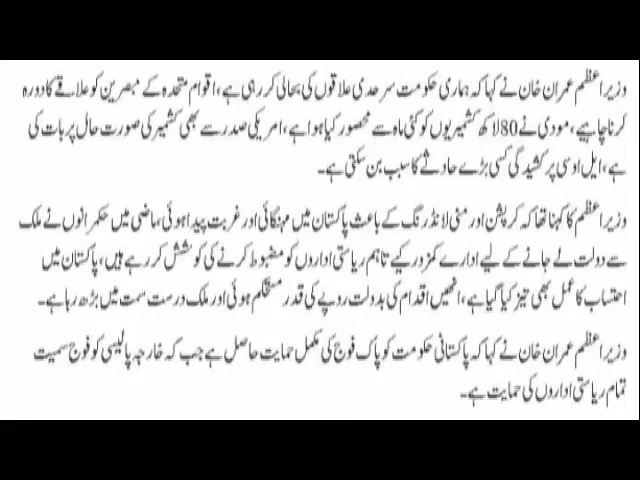 وزیراعظم عمران خان نے کہا کہ ہماری حکومت سرحدی علاقوں کی بحالی کر رہی ہے، اقوام متحدہ کے مبصرین کو علاقے کا دورہ
کرنا چاہیے، مودی نے 80 لاکھ کشمیریوں کو کئی ماہ سے محصور کیا ہوا ہے، امریکی صدر سے بھی کشمیر کی صورت حال پر بات کی
ہے، ایل او سی پر کشیدگی کسی بڑے حادثے کا سبب بن سکتی ہے۔
وزیراعظم کا کہنا تھا کہ کرپشن اور منی لانڈرنگ کے باعث پاکستان میں مہنگائی اور غربت پیدا ہوئی، ماضی میں حکمرانوں نے ملک
سے دولت لے جانے کے لیے ادارے کمزور کیے تاہم ریاستی اداروں کو مضبوط کرنے کی کوشش کر رہے ہیں، پاکستان میں
احتساب کا عمل بھی تیز کیا گیا ہے، انھیں اقدام کی بدولت روپے کی قدر مستحکم ہوئی اور ملک درست سمت میں بڑھ رہا ہے۔
وزیراعظم عمران خان نے کہا کہ پاکستانی حکومت کو پاک فوج کی مکمل حمایت حاصل ہے جب کہ خارجہ پالیسی کو فوج سمیت
تمام ریاستی اداروں کی حمایت ہے۔